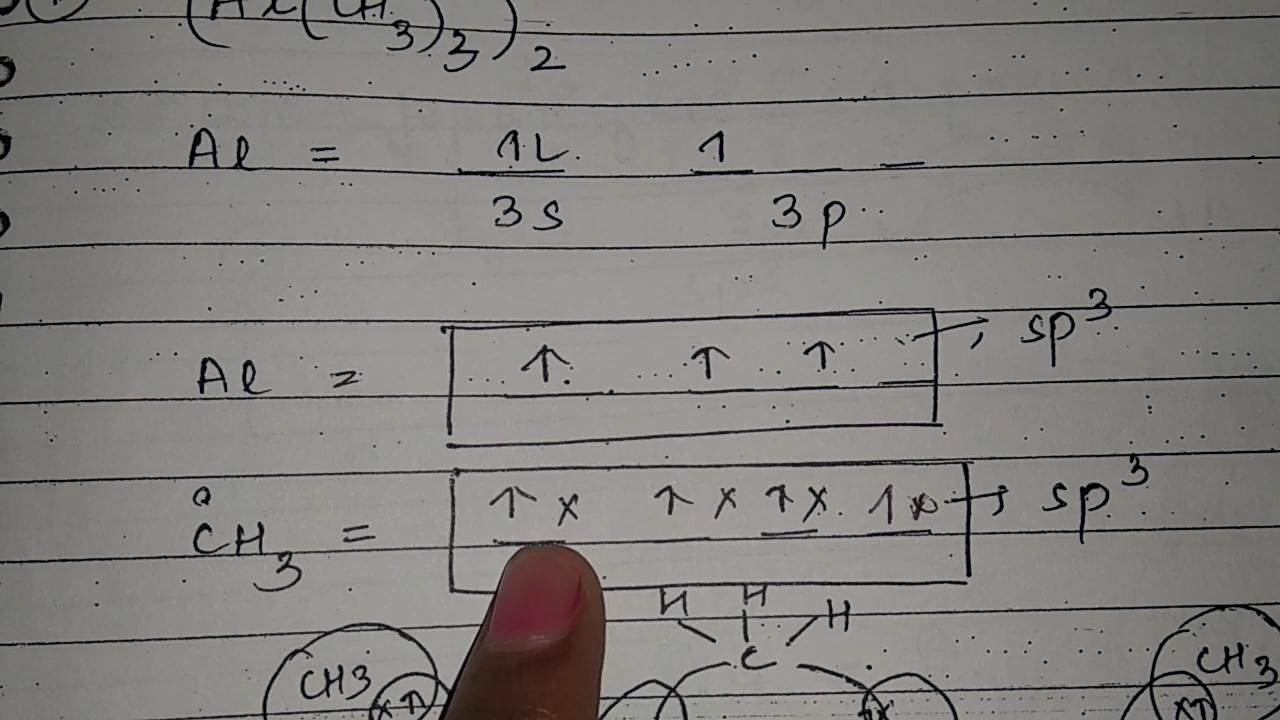 (Al(CH3)3)2
Al = 1L 1
3s 3p
Al = ↑ ↑ ↑ → sp3
CH3 = ↑x ↑x ↑x 1x → sp3
H H H
CH3 C CH3
x↑ x x↑